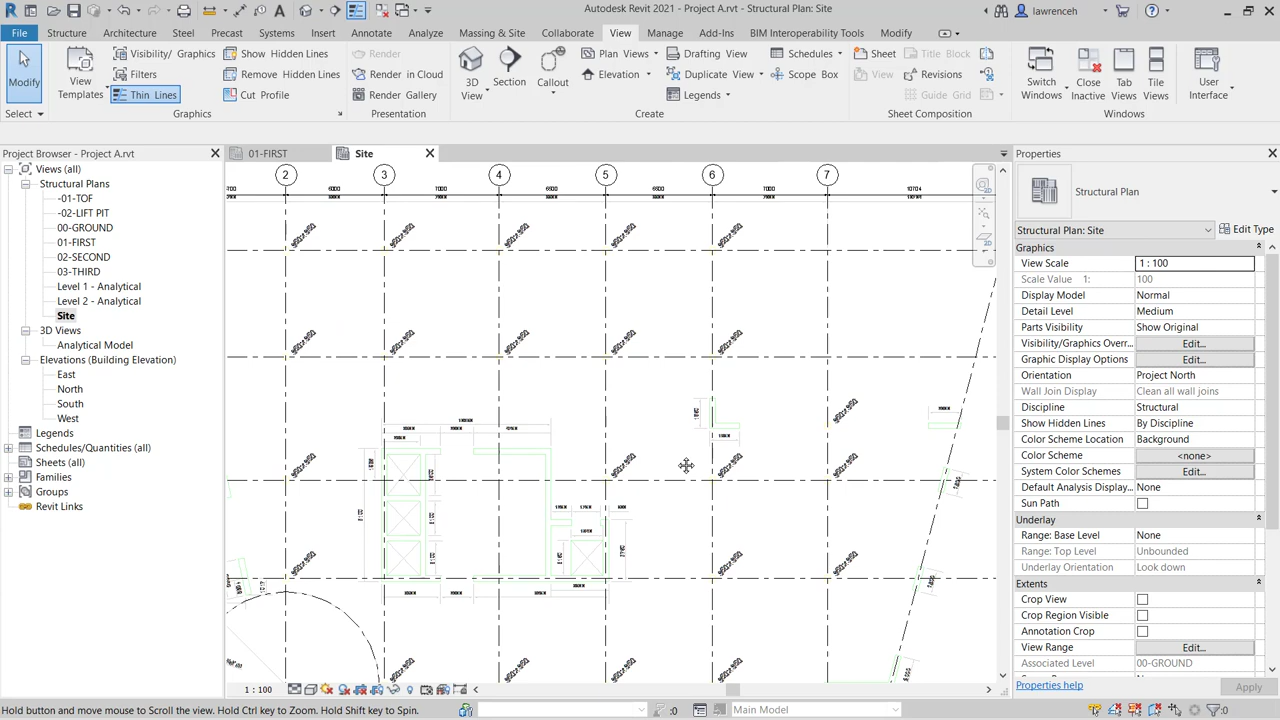 Autodesk Revit 2021 - Project A.rvt - Structural Plan: Site
lawrenceh
File Structure Architecture Steel Precast Systems Insert Annotate Analyze Massing & Site Collaborate View Manage Add-Ins BIM Interoperability Tools Modify
Modify
Select
View Templates
Visibility/ Graphics
Filters
Thin Lines
Show Hidden Lines
Remove Hidden Lines
Cut Profile
Graphics
Render
Render in Cloud
Render Gallery
Presentation
3D View
Section
Callout
Plan Views
Elevation
Drafting View
Duplicate View
Legends
Schedules
Scope Box
Create
Sheet
View
Title Block
Revisions
Guide Grid
Sheet Composition
Switch Windows
Close Inactive
Tab Views
Tile Views
Windows
User Interface
Project Browser - Project A.rvt
Views (all)
Structural Plans
-01-TOF
-02-LIFT PIT
00-GROUND
01-FIRST
02-SECOND
03-THIRD
Level 1 - Analytical
Level 2 - Analytical
Site
3D Views
Analytical Model
Elevations (Building Elevation)
East
North
South
West
Legends
Schedules/Quantities (all)
Sheets (all)
Families
Groups
Revit Links
01-FIRST
Site
2 3 4 5 6 7
1 : 100
Properties
Structural Plan
Structural Plan: Site
Edit Type
Graphics
View Scale 1 : 100
Scale Value 1: 100
Display Model Normal
Detail Level Medium
Parts Visibility Show Original
Visibility/Graphics Overr... Edit...
Graphic Display Options Edit...
Orientation Project North
Wall Join Display Clean all wall joins
Discipline Structural
Show Hidden Lines By Discipline
Color Scheme Location Background
Color Scheme <none>
System Color Schemes Edit...
Default Analysis Display... None
Sun Path
Underlay
Range: Base Level None
Range: Top Level Unbounded
Underlay Orientation Look down
Extents
Crop View
Crop Region Visible
Annotation Crop
View Range Edit...
Associated Level 00-GROUND
Properties help
Apply
Hold button and move mouse to Scroll the view. Hold Ctrl key to Zoom. Hold Shift key to Spin.
:0
Main Model
:0